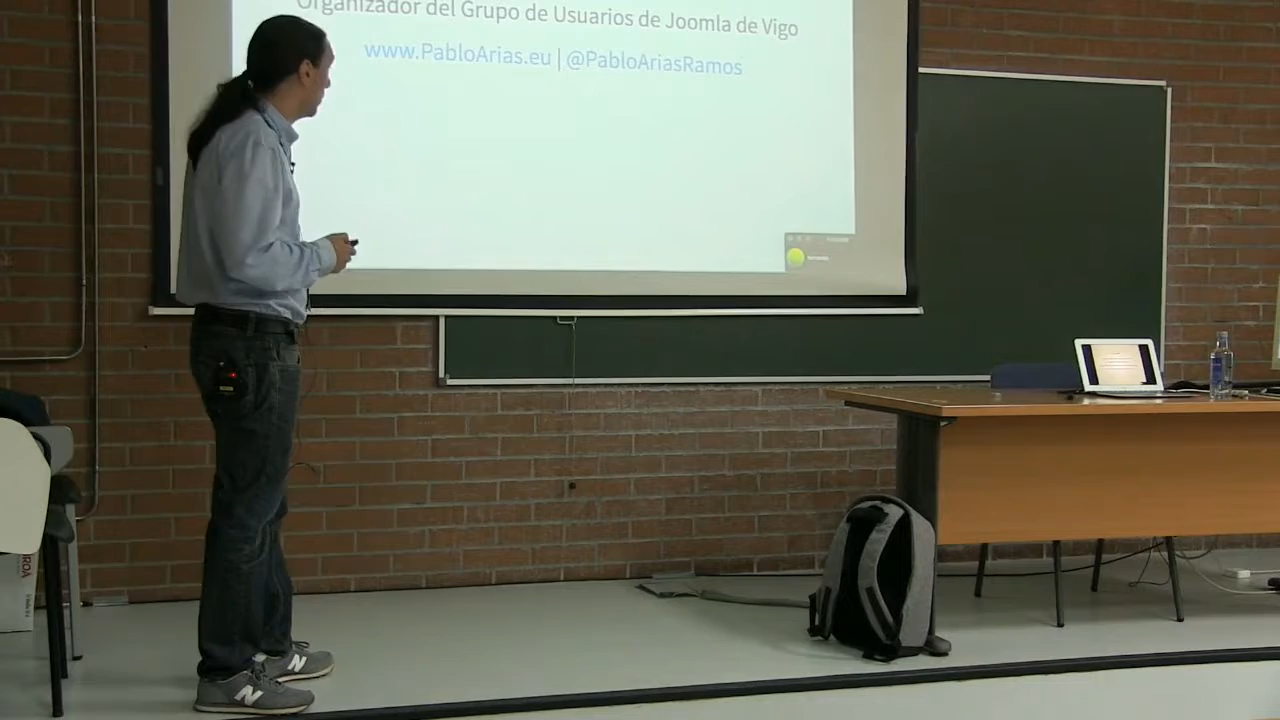 Organizador del Grupo de Usuarios de Joomla de Vigo
www.PabloArias.eu | @PabloAriasRamos
N
N